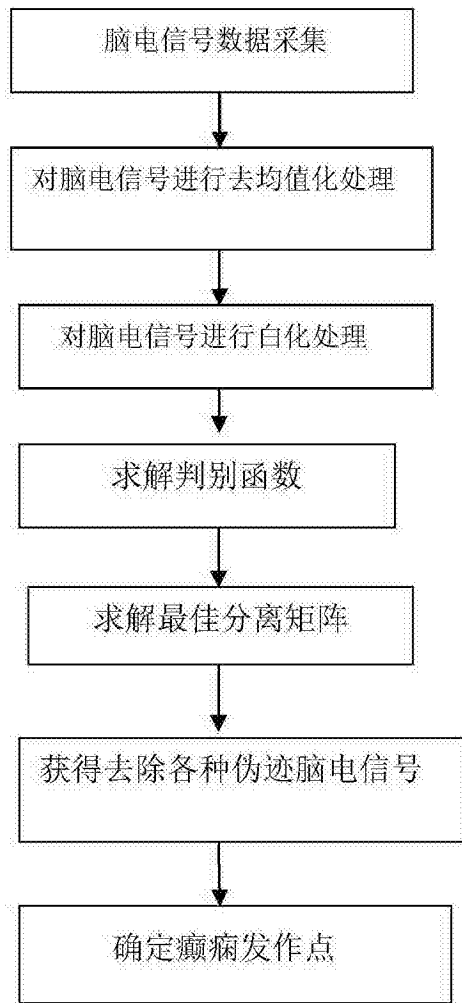 脑电信号数据采集
对脑电信号进行去均值化处理
对脑电信号进行白化处理
求解判别函数
求解最佳分离矩阵
获得去除各种伪迹脑电信号
确定癫痫发作点